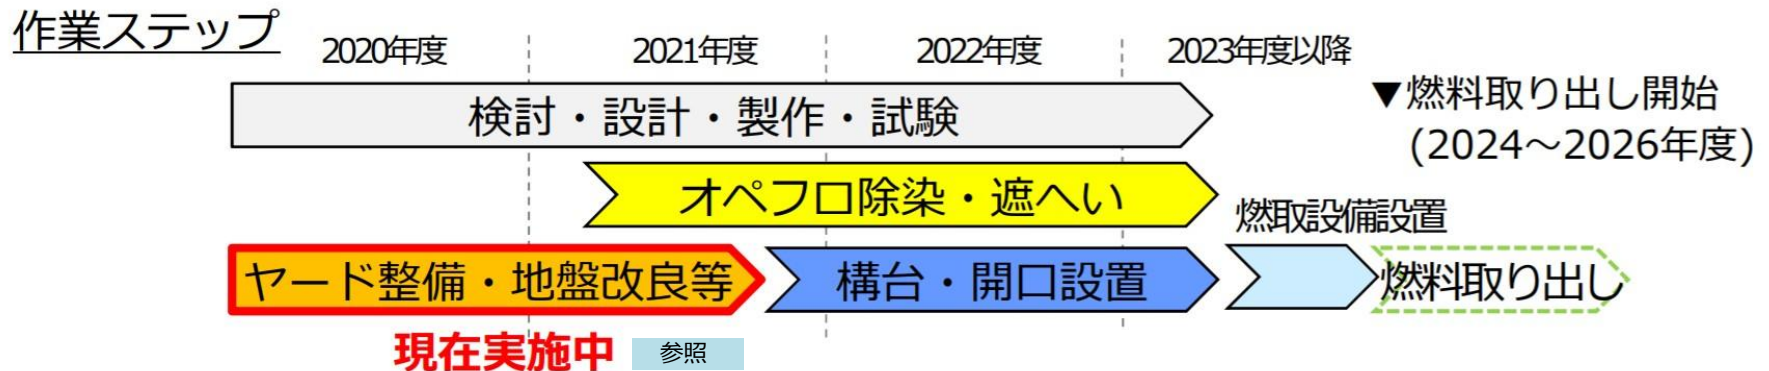 作業ステップ
2020年度
2021年度
2022年度
2023年度以降
検討・設計・製作・試験
▼燃料取り出し開始
(2024～2026年度)
オペフロ除染・遮へい
燃取設備設置
ヤード整備・地盤改良等
構台・開口設置
燃料取り出し
現在実施中
参照